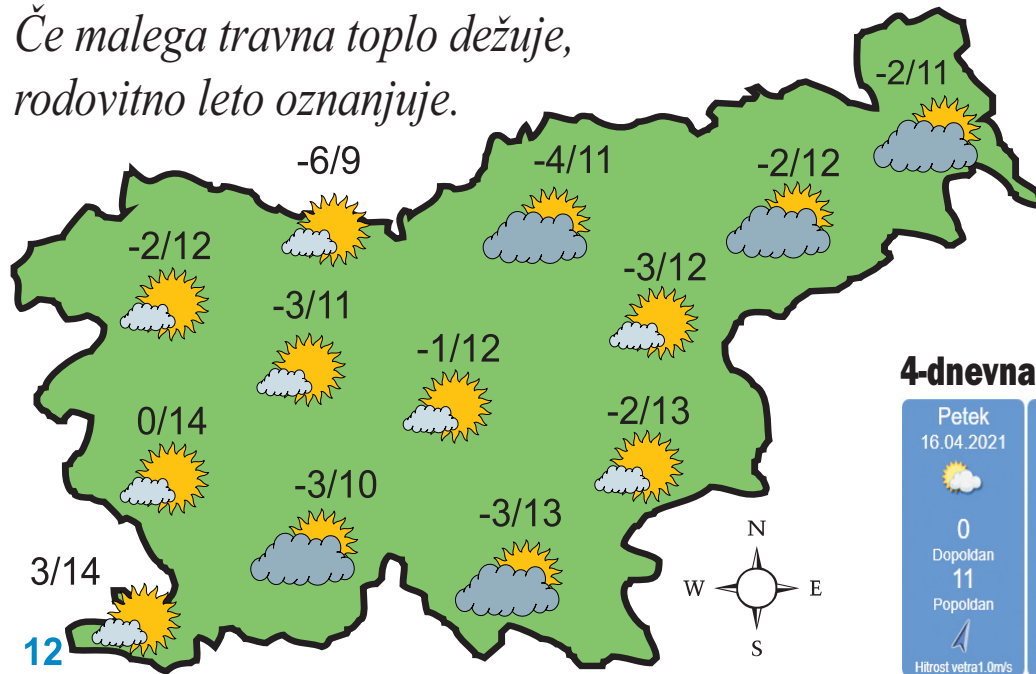 Če malega travna toplo dežuje,
rodovitno leto oznanjuje.
-2/11
-6/9
-4/11
-2/12
-2/12
-3/12
-3/11
-1/12
0/14
-2/13
-3/10
-3/13
3/14
12
N
W
E
S
4-dnevna
Petek
16.04.2021
0
Dopoldan
11
Popoldan
Hitrost vetra1.0m/s